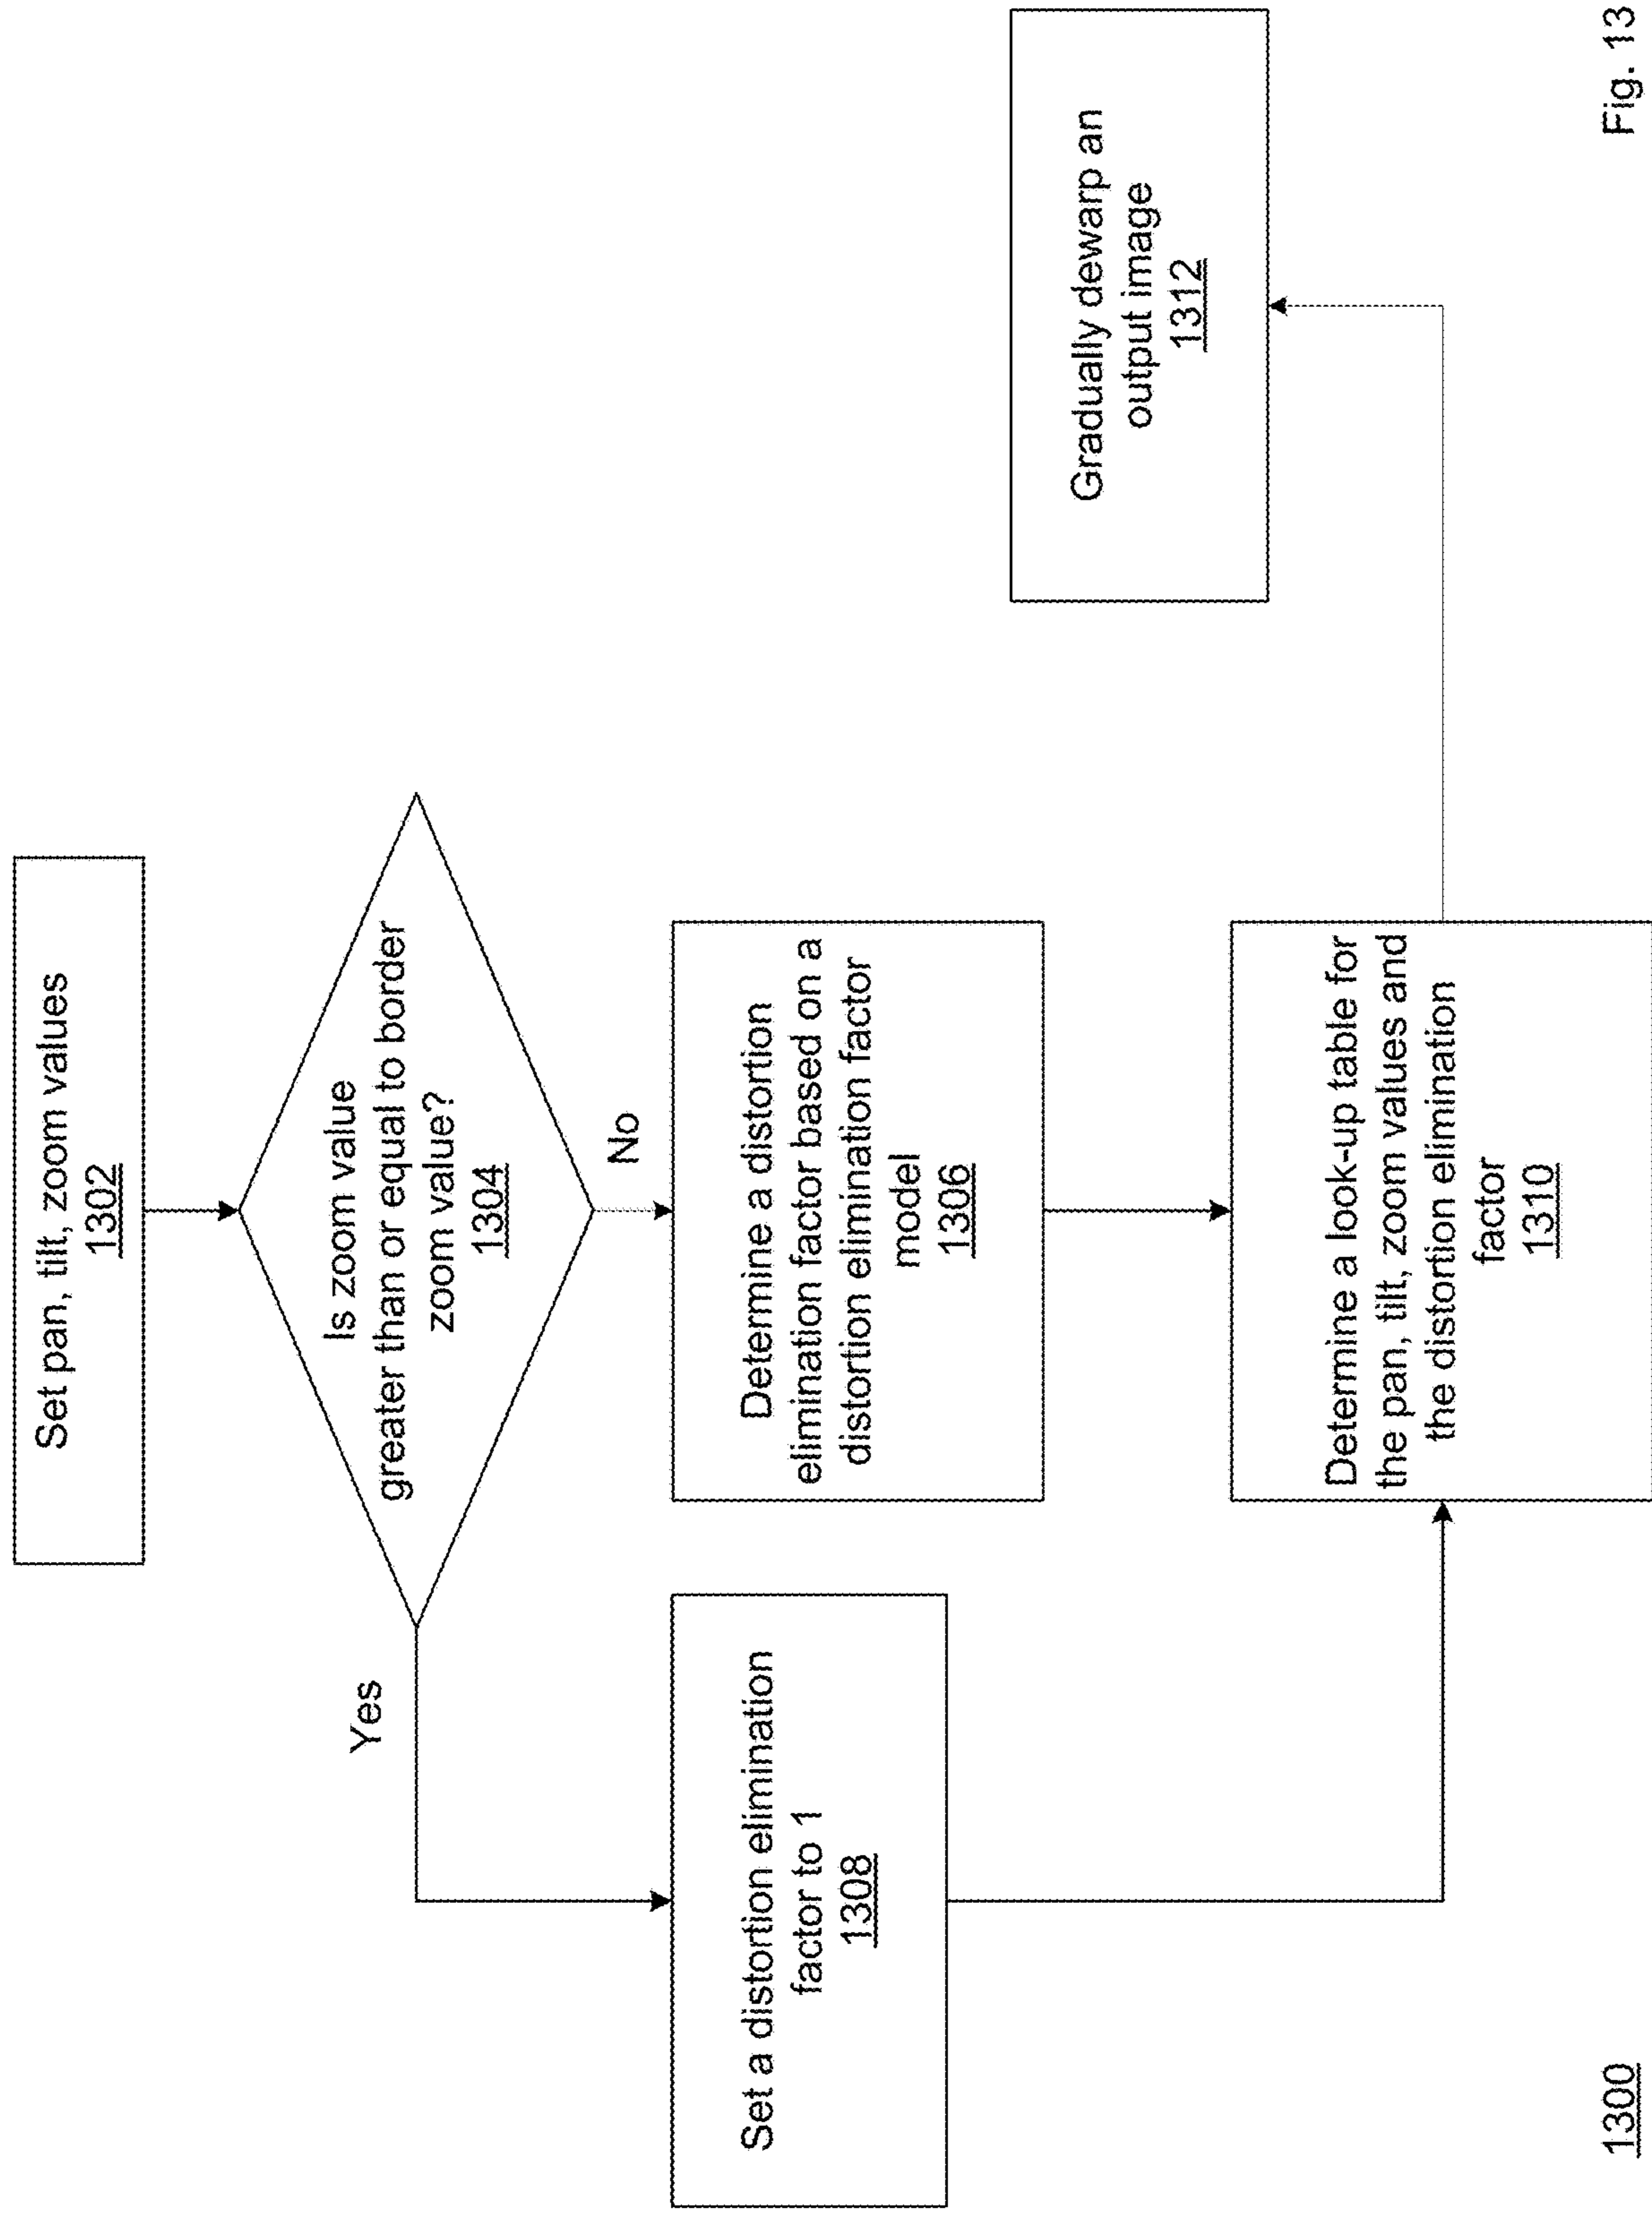 Set pan, tilt, zoom values
1302
Is zoom value
greater than or equal to border
zoom value?
1304
Yes
No
Set a distortion elimination
factor to 1
1308
Determine a distortion
elimination factor based on a
distortion elimination factor
model
1306
Determine a look-up table for
the pan, tilt, zoom values and
the distortion elimination
factor
1310
Gradually dewarp an
output image
1312
1300
Fig. 13